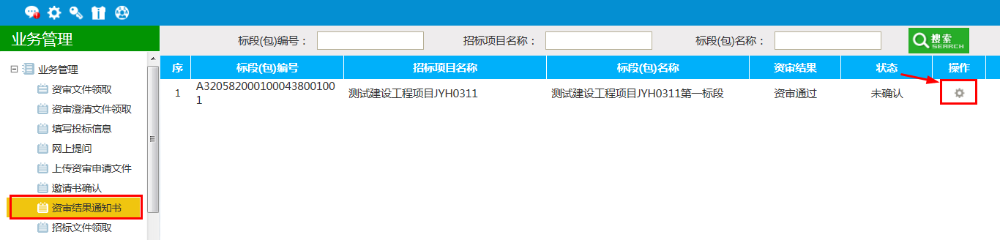 业务管理
标段(包)编号：
招标项目名称：
标段(包)名称：
搜索
SEARCH
序
标段(包)编号
招标项目名称
标段(包)名称
资审结果
状态
操作
1
A320582000100043800100
1
测试建设工程项目JYH0311
测试建设工程项目JYH0311第一标段
资审通过
未确认
业务管理
资审文件领取
资审澄清文件领取
填写投标信息
网上提问
上传资审申请文件
邀请书确认
资审结果通知书
招标文件领取